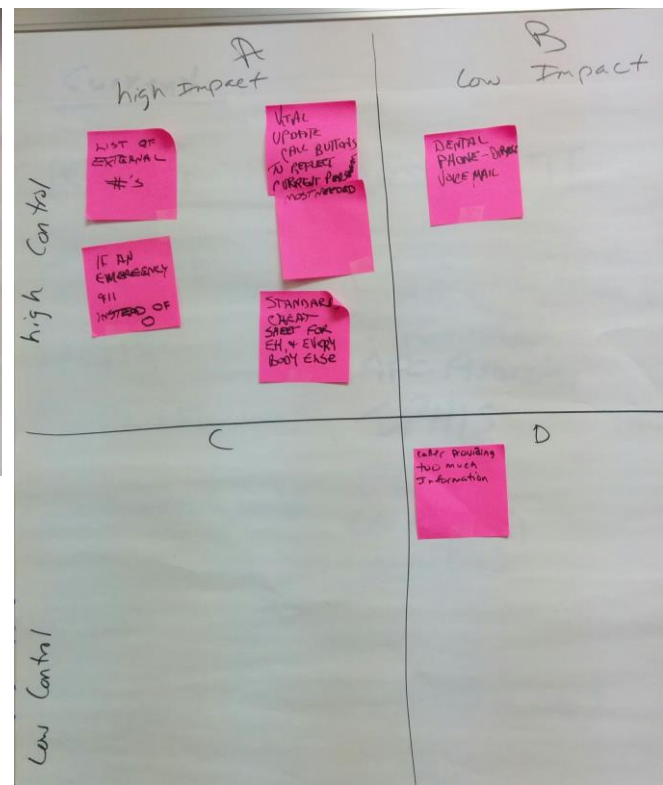 A
high Impact
B
Low Impact
high Control
LIST OF
EXTERNAL
#'s
VITAL
UPDATE
CALL BUTTONS
TO REFLECT
CURRENT
MOST NEEDED
DENTAL
PHONE-
VOICE MAIL
IF AN
EMERGENCY
911
INSTEAD OF
O
STANDARD
CHEAT
SHEET FOR
EH, & EVERY
BODY ELSE
C
D
caller Providing
too much
Information
Low Control